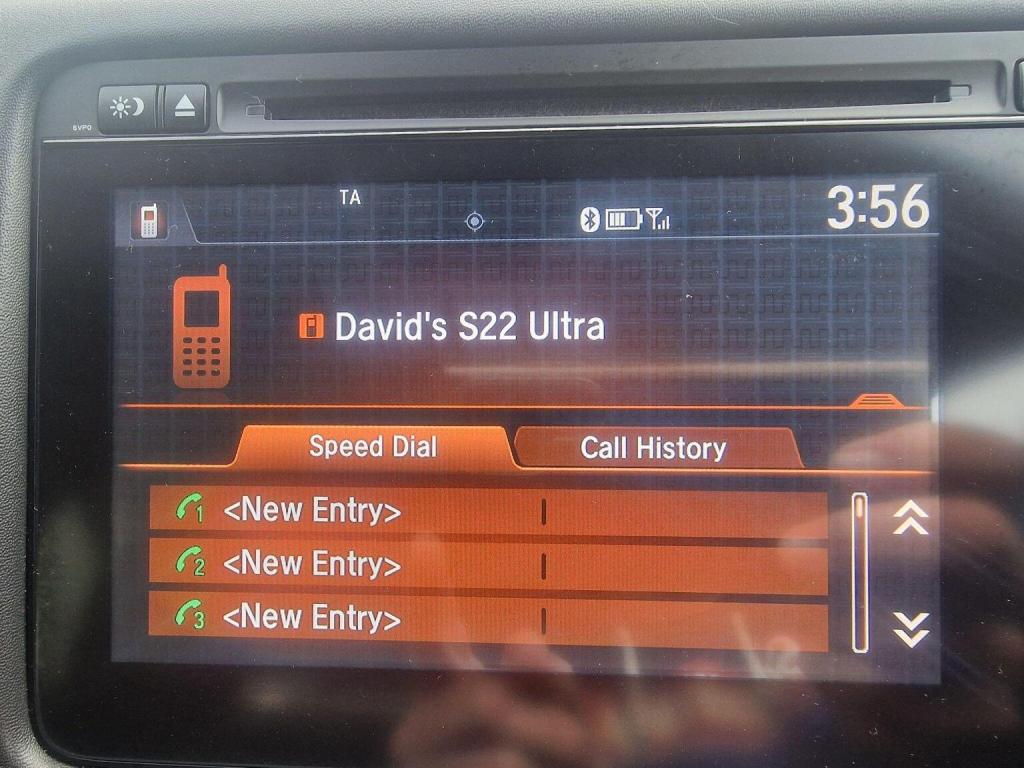 6VP0
TA
3:56
David's S22 Ultra
Speed Dial
Call History
1 <New Entry>
2 <New Entry>
3 <New Entry>